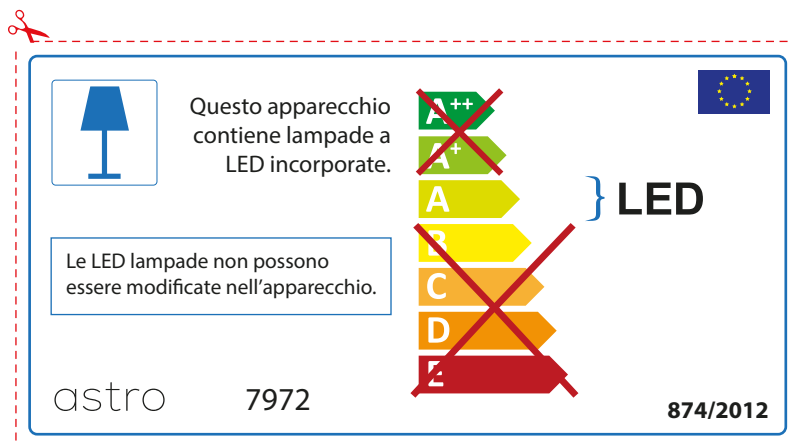 Questo apparecchio
contiene lampade a
LED incorporate.
A++
A+
A
B
C
D
E
LED
Le LED lampade non possono
essere modificate nell'apparecchio.
astro
7972
874/2012